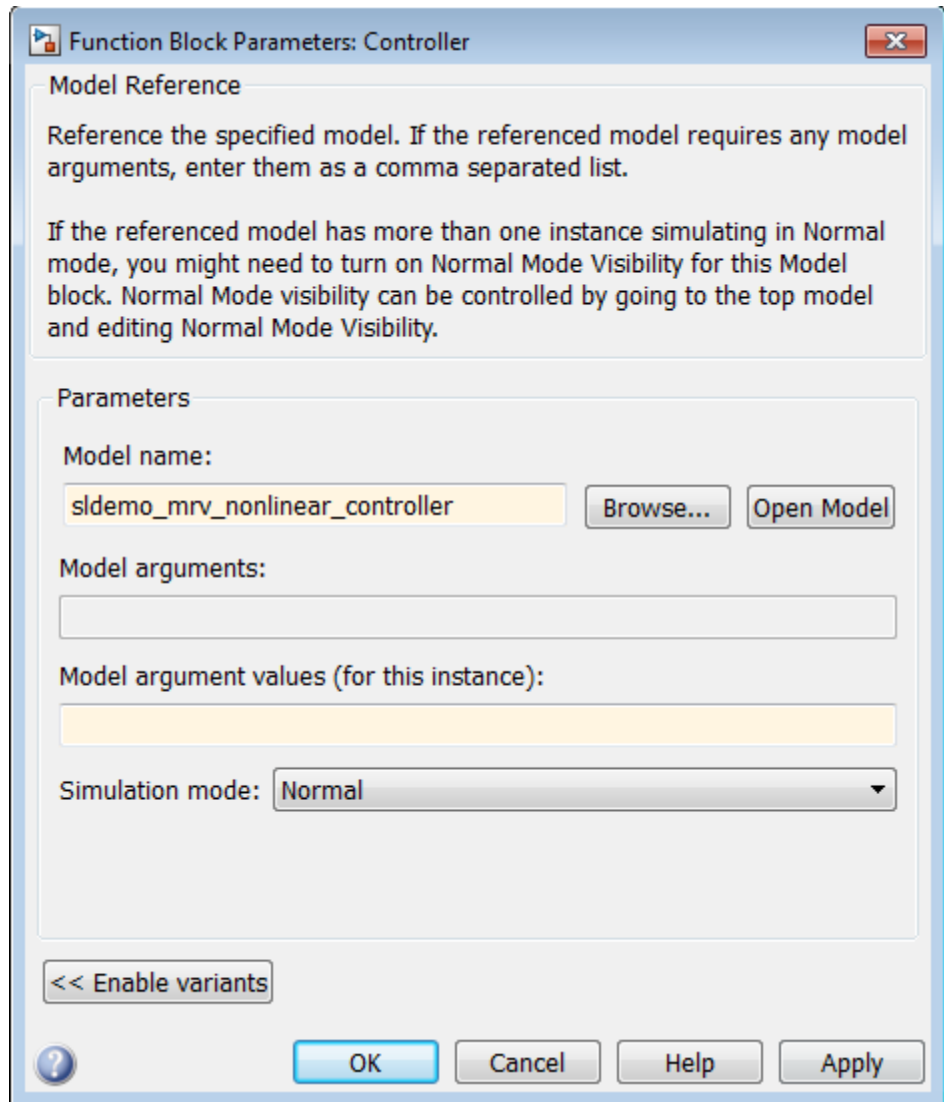 Function Block Parameters: Controller
Model Reference
Reference the specified model. If the referenced model requires any model
arguments, enter them as a comma separated list.
If the referenced model has more than one instance simulating in Normal
mode, you might need to turn on Normal Mode Visibility for this Model
block. Normal Mode visibility can be controlled by going to the top model
and editing Normal Mode Visibility.
Parameters
Model name:
sldemo_mrv_nonlinear_controller Browse... Open Model
Model arguments:
Model argument values (for this instance):
Simulation mode: Normal
<< Enable variants
? OK Cancel Help Apply